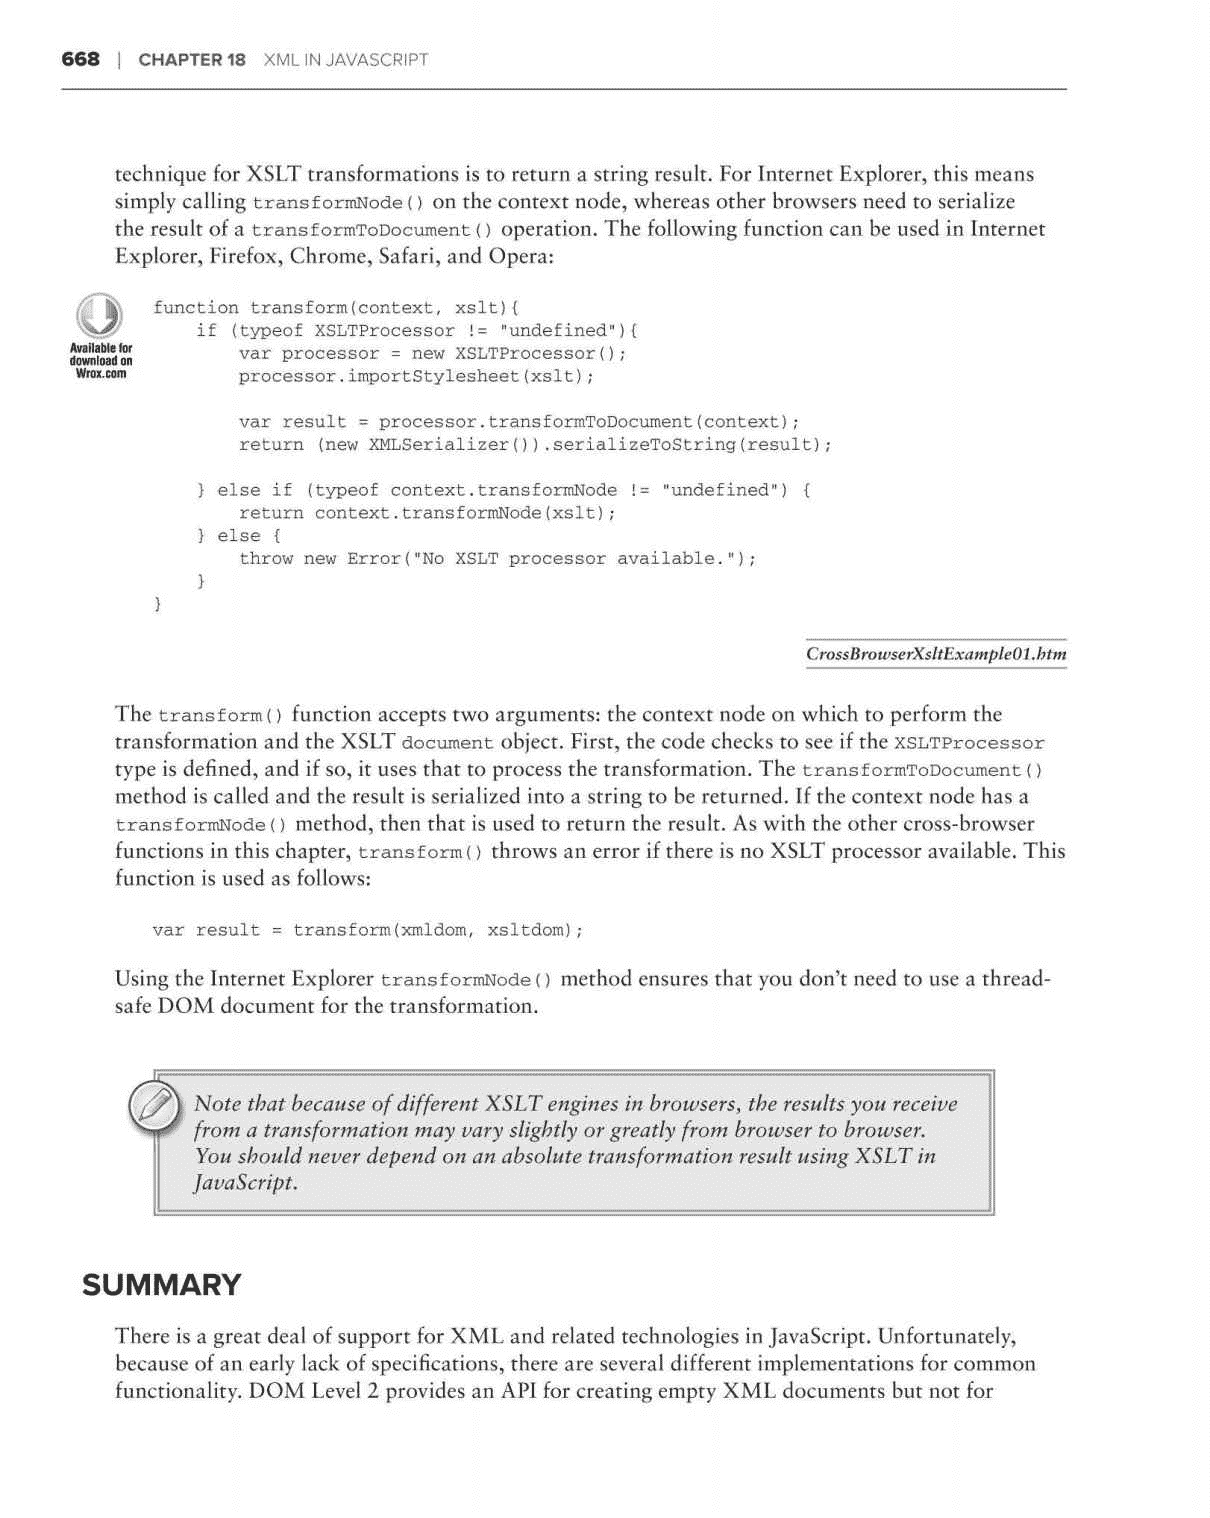 668 | CHAPTER 18 XML IN JAVASCRIPT
technique for XSLT transformations is to return a string result. For Internet Explorer, this means
simply calling transformNode() on the context node, whereas other browsers need to serialize
the result of a transformToDocument() operation. The following function can be used in Internet
Explorer, Firefox, Chrome, Safari, and Opera:
Available for
download on
Wrox.com
function transform(context, xslt){
    if (typeof XSLTProcessor != "undefined"){
        var processor = new XSLTProcessor();
        processor.importStylesheet(xslt);
        var result = processor.transformToDocument(context);
        return (new XMLSerializer()).serializeToString(result);
    } else if (typeof context.transformNode != "undefined") {
        return context.transformNode(xslt);
    } else {
        throw new Error("No XSLT processor available.");
    }
}
CrossBrowserXsltExample01.htm
The transform() function accepts two arguments: the context node on which to perform the
transformation and the XSLT document object. First, the code checks to see if the XSLTProcessor
type is defined, and if so, it uses that to process the transformation. The transformToDocument()
method is called and the result is serialized into a string to be returned. If the context node has a
transformNode() method, then that is used to return the result. As with the other cross-browser
functions in this chapter, transform() throws an error if there is no XSLT processor available. This
function is used as follows:
var result = transform(xmldom, xsltdom);
Using the Internet Explorer transformNode() method ensures that you don't need to use a thread-
safe DOM document for the transformation.
Note that because of different XSLT engines in browsers, the results you receive
from a transformation may vary slightly or greatly from browser to browser.
You should never depend on an absolute transformation result using XSLT in
JavaScript.
SUMMARY
There is a great deal of support for XML and related technologies in JavaScript. Unfortunately,
because of an early lack of specifications, there are several different implementations for common
functionality. DOM Level 2 provides an API for creating empty XML documents but not for